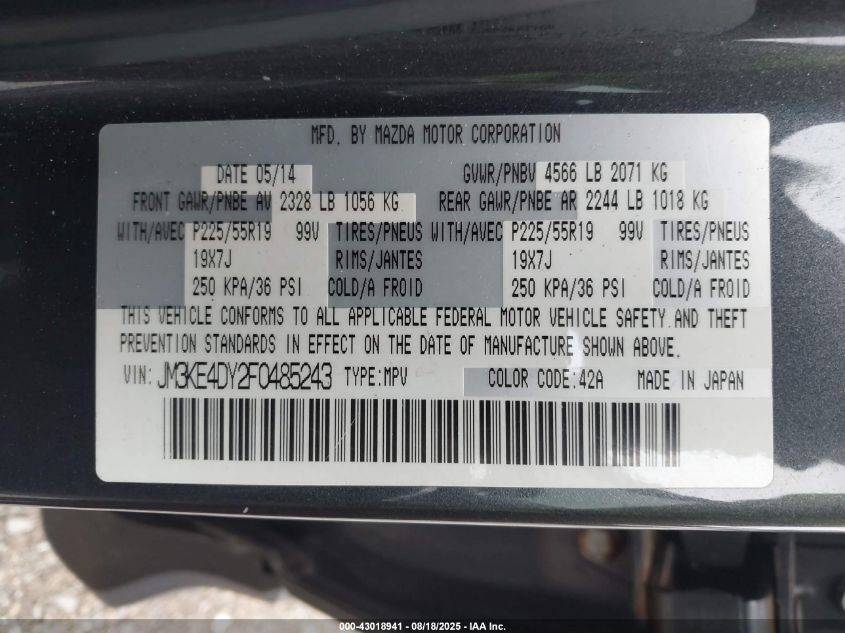 MFD. BY MAZDA MOTOR CORPORATION
DATE 05/14 GVWR/PNBV 4566 LB 2071 KG
FRONT GAWR/PNBE AV 2328 LB 1056 KG REAR GAWR/PNBE AR 2244 LB 1018 KG
WITH/AVEC P225/55R19 99V TIRES/PNEUS WITH/AVEC P225/55R19 99V TIRES/PNEUS
19X7J RIMS/JANTES 19X7J RIMS/JANTES
250 KPA/36 PSI COLD/A FROID 250 KPA/36 PSI COLD/A FROID
THIS VEHICLE CONFORMS TO ALL APPLICABLE FEDERAL MOTOR VEHICLE SAFETY AND THEFT
PREVENTION STANDARDS IN EFFECT ON THE DATE OF MANUFACTURE SHOWN ABOVE.
VIN: JM3KE4DY2F0485243 TYPE:MPV COLOR CODE:42A MADE IN JAPAN
000-43018941 - 08/18/2025 - IAA Inc.